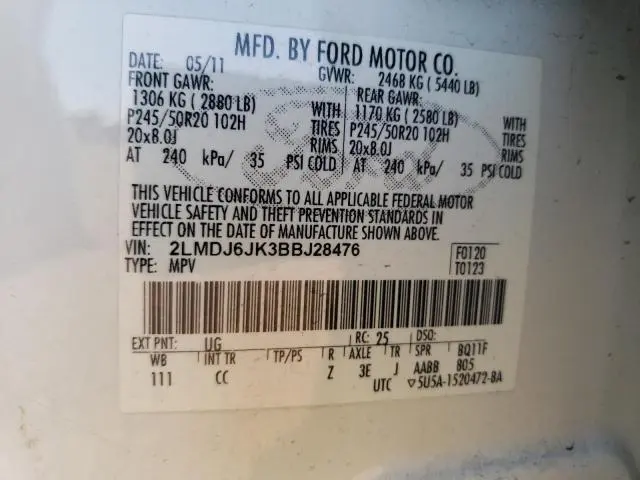 MFD. BY FORD MOTOR CO.
DATE: 05/11 GVWR: 2468 KG ( 5440 LB)
FRONT GAWR: REAR GAWR:
1306 KG ( 2880 LB) WITH 1170 KG ( 2580 LB) WITH
P245/50R20 102H TIRES P245/50R20 102H TIRES
20x8.0J RIMS 20x8.0J RIMS
AT 240 kPa/ 35 PSI COLD AT 240 kPa/ 35 PSI COLD
THIS VEHICLE CONFORMS TO ALL APPLICABLE FEDERAL MOTOR
VEHICLE SAFETY AND THEFT PREVENTION STANDARDS IN
EFFECT ON THE DATE OF MANUFACTURE SHOWN ABOVE.
VIN: 2LMDJ6JK3BBJ28476 F0120
TYPE: MPV T0123
EXT PNT: UG RC: 25 DSO:
WB INT TR TP/PS R AXLE TR SPR BQ11F
111 CC Z 3E J AABB 805
UTC ▽5U5A-1520472-BA
Ford